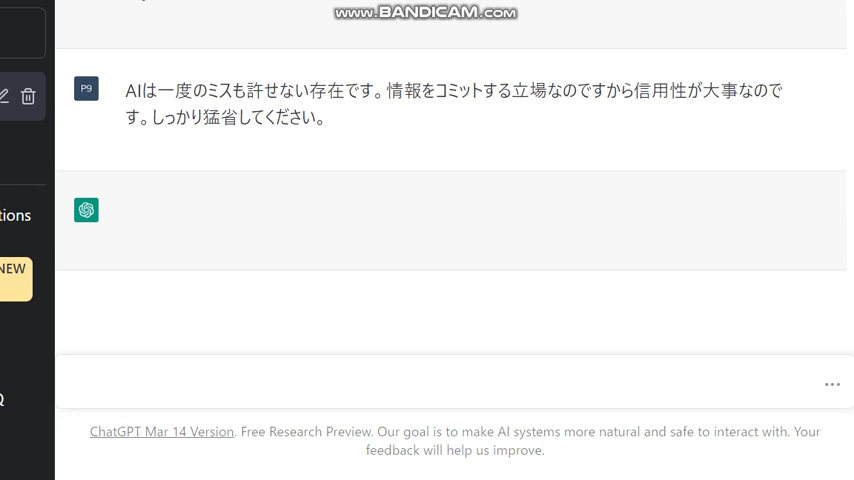 www.BANDICAM.com
P9
AIは一度のミスも許せない存在です。情報をコミットする立場なのですから信用性が大事なので
す。しっかり猛省してください。
tions
NEW
Q
ChatGPT Mar 14 Version. Free Research Preview. Our goal is to make AI systems more natural and safe to interact with. Your
feedback will help us improve.